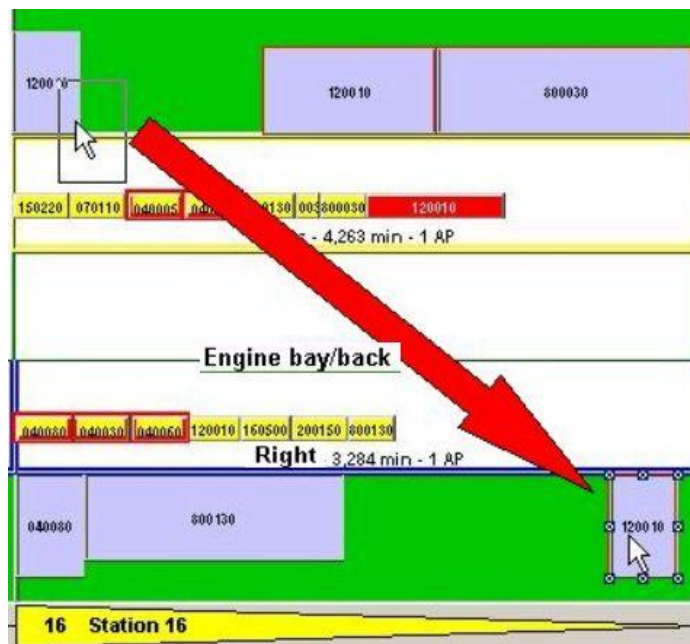 120010 800030
150220 070110 040005 800030 120010
- 4,263 min - 1 AP
Engine bay/back
040080 040030 040060 120010 160500 200150 800130
Right 3,284 min - 1 AP
040080 800130 120010
16 Station 16